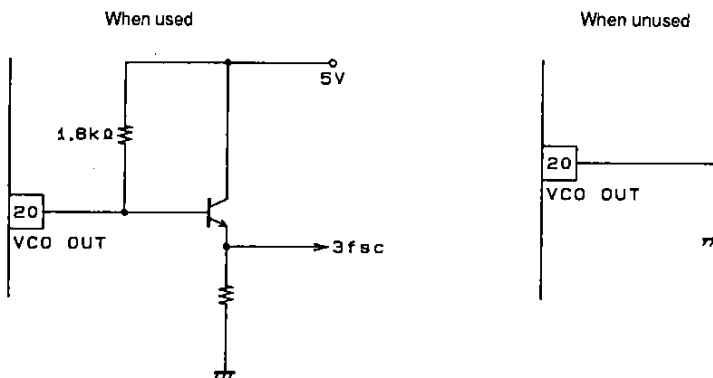 When used
5V
1.8kΩ
20
VCO OUT
3fsc
When unused
20
VCO OUT